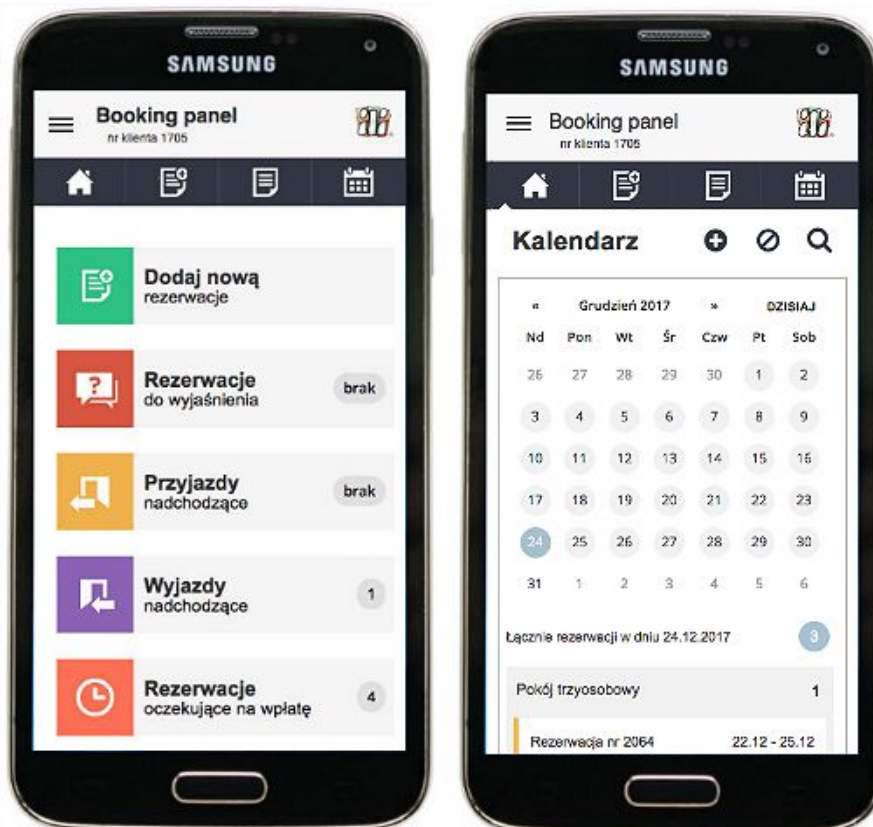 SAMSUNG
Booking panel
nr klienta 1705
Dodaj nową
rezerwacje
Rezerwacje
do wyjaśnienia
brak
Przyjazdy
nadchodzące
brak
Wyjazdy
nadchodzące
1
Rezerwacje
oczekujące na wpłatę
4
SAMSUNG
Booking panel
nr klienta 1705
Kalendarz
« Grudzień 2017 » DZISIAJ
Nd Pon Wt Śr Czw Pt Sob
26 27 28 29 30 1 2
3 4 5 6 7 8 9
10 11 12 13 14 15 16
17 18 19 20 21 22 23
24 25 26 27 28 29 30
31 1 2 3 4 5 6
Łącznie rezerwacji w dniu 24.12.2017 3
Pokój trzyosobowy 1
Rezerwacja nr 2064 22.12 - 25.12